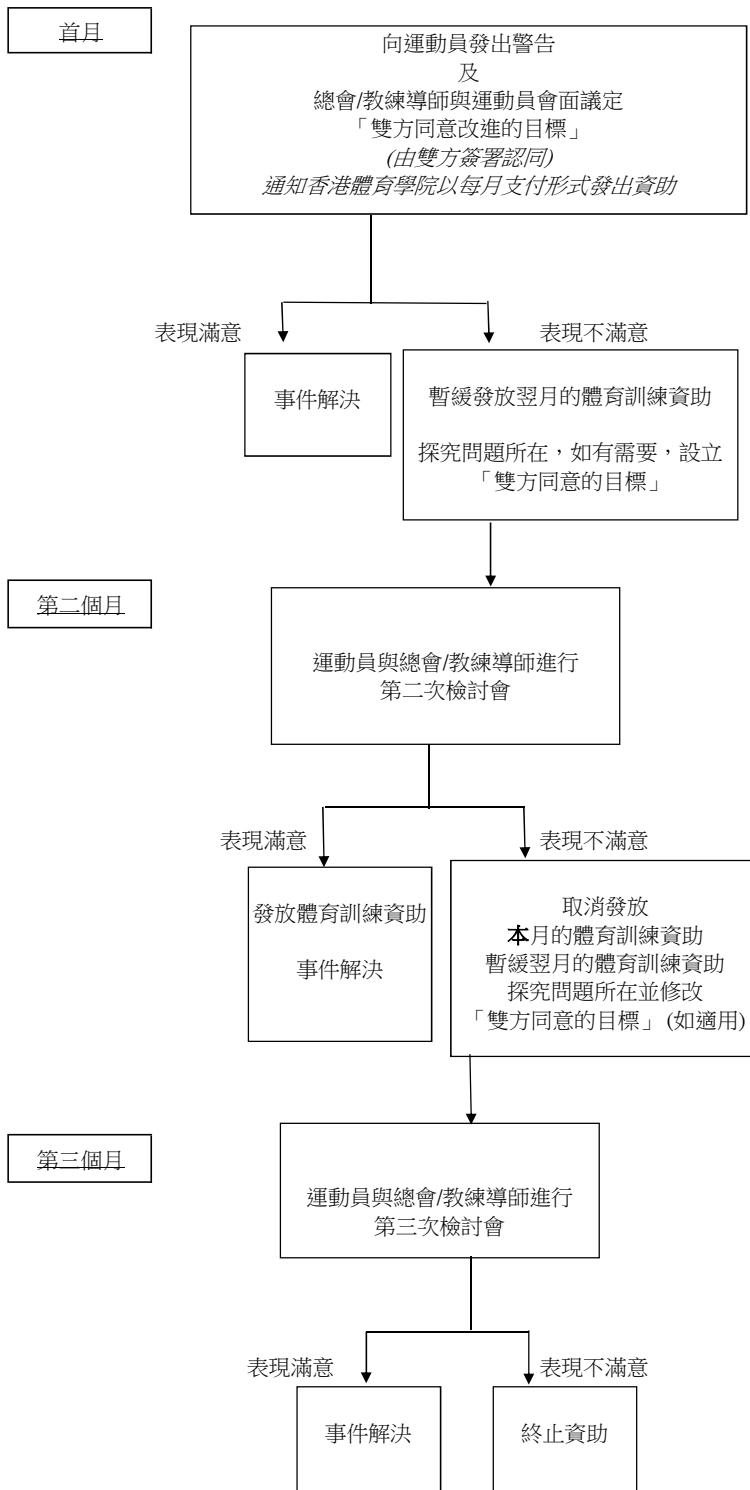 首月
向運動員發出警告
及
總會/教練導師與運動員會面議定
「雙方同意改進的目標」
(由雙方簽署認同)
通知香港體育學院以每月支付形式發出資助
表現滿意
表現不滿意
事件解決
暫緩發放翌月的體育訓練資助
探究問題所在，如有需要，設立
「雙方同意的目標」
第二個月
運動員與總會/教練導師進行
第二次檢討會
表現滿意
表現不滿意
發放體育訓練資助
事件解決
取消發放
本月的體育訓練資助
暫緩翌月的體育訓練資助
探究問題所在並修改
「雙方同意的目標」(如適用)
第三個月
運動員與總會/教練導師進行
第三次檢討會
表現滿意
表現不滿意
事件解決
終止資助